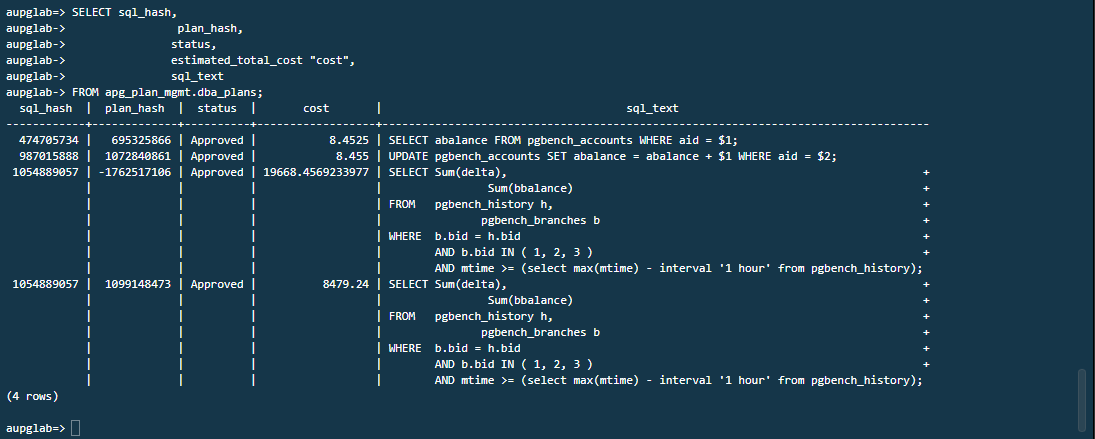 aupglab=> SELECT sql_hash,
aupglab->                 plan_hash,
aupglab->                status,
aupglab->                estimated_total_cost "cost",
aupglab->                sql_text
aupglab-> FROM apg_plan_mgmt.dba_plans;
  sql_hash  |  plan_hash  |  status  |       cost       |                                     sql_text
------------+-------------+----------+------------------+----------------------------------------------------------------------------------
  474705734 |   695325866 | Approved |           8.4525 | SELECT abalance FROM pgbench_accounts WHERE aid = $1;
  987015888 |  1072840861 | Approved |            8.455 | UPDATE pgbench_accounts SET abalance = abalance + $1 WHERE aid = $2;
 1054889057 | -1762517106 | Approved | 19668.4569233977 | SELECT Sum(delta),                                                               +
            |             |          |                  |                Sum(bbalance)                                                     +
            |             |          |                  | FROM   pgbench_history h,                                                        +
            |             |          |                  |               pgbench_branches b                                                 +
            |             |          |                  | WHERE  b.bid = h.bid                                                             +
            |             |          |                  |        AND b.bid IN ( 1, 2, 3 )                                                  +
            |             |          |                  |        AND mtime >= (select max(mtime) - interval '1 hour' from pgbench_history);
 1054889057 |  1099148473 | Approved |          8479.24 | SELECT Sum(delta),                                                               +
            |             |          |                  |                Sum(bbalance)                                                     +
            |             |          |                  | FROM   pgbench_history h,                                                        +
            |             |          |                  |               pgbench_branches b                                                 +
            |             |          |                  | WHERE  b.bid = h.bid                                                             +
            |             |          |                  |        AND b.bid IN ( 1, 2, 3 )                                                  +
            |             |          |                  |        AND mtime >= (select max(mtime) - interval '1 hour' from pgbench_history);
(4 rows)
aupglab=>